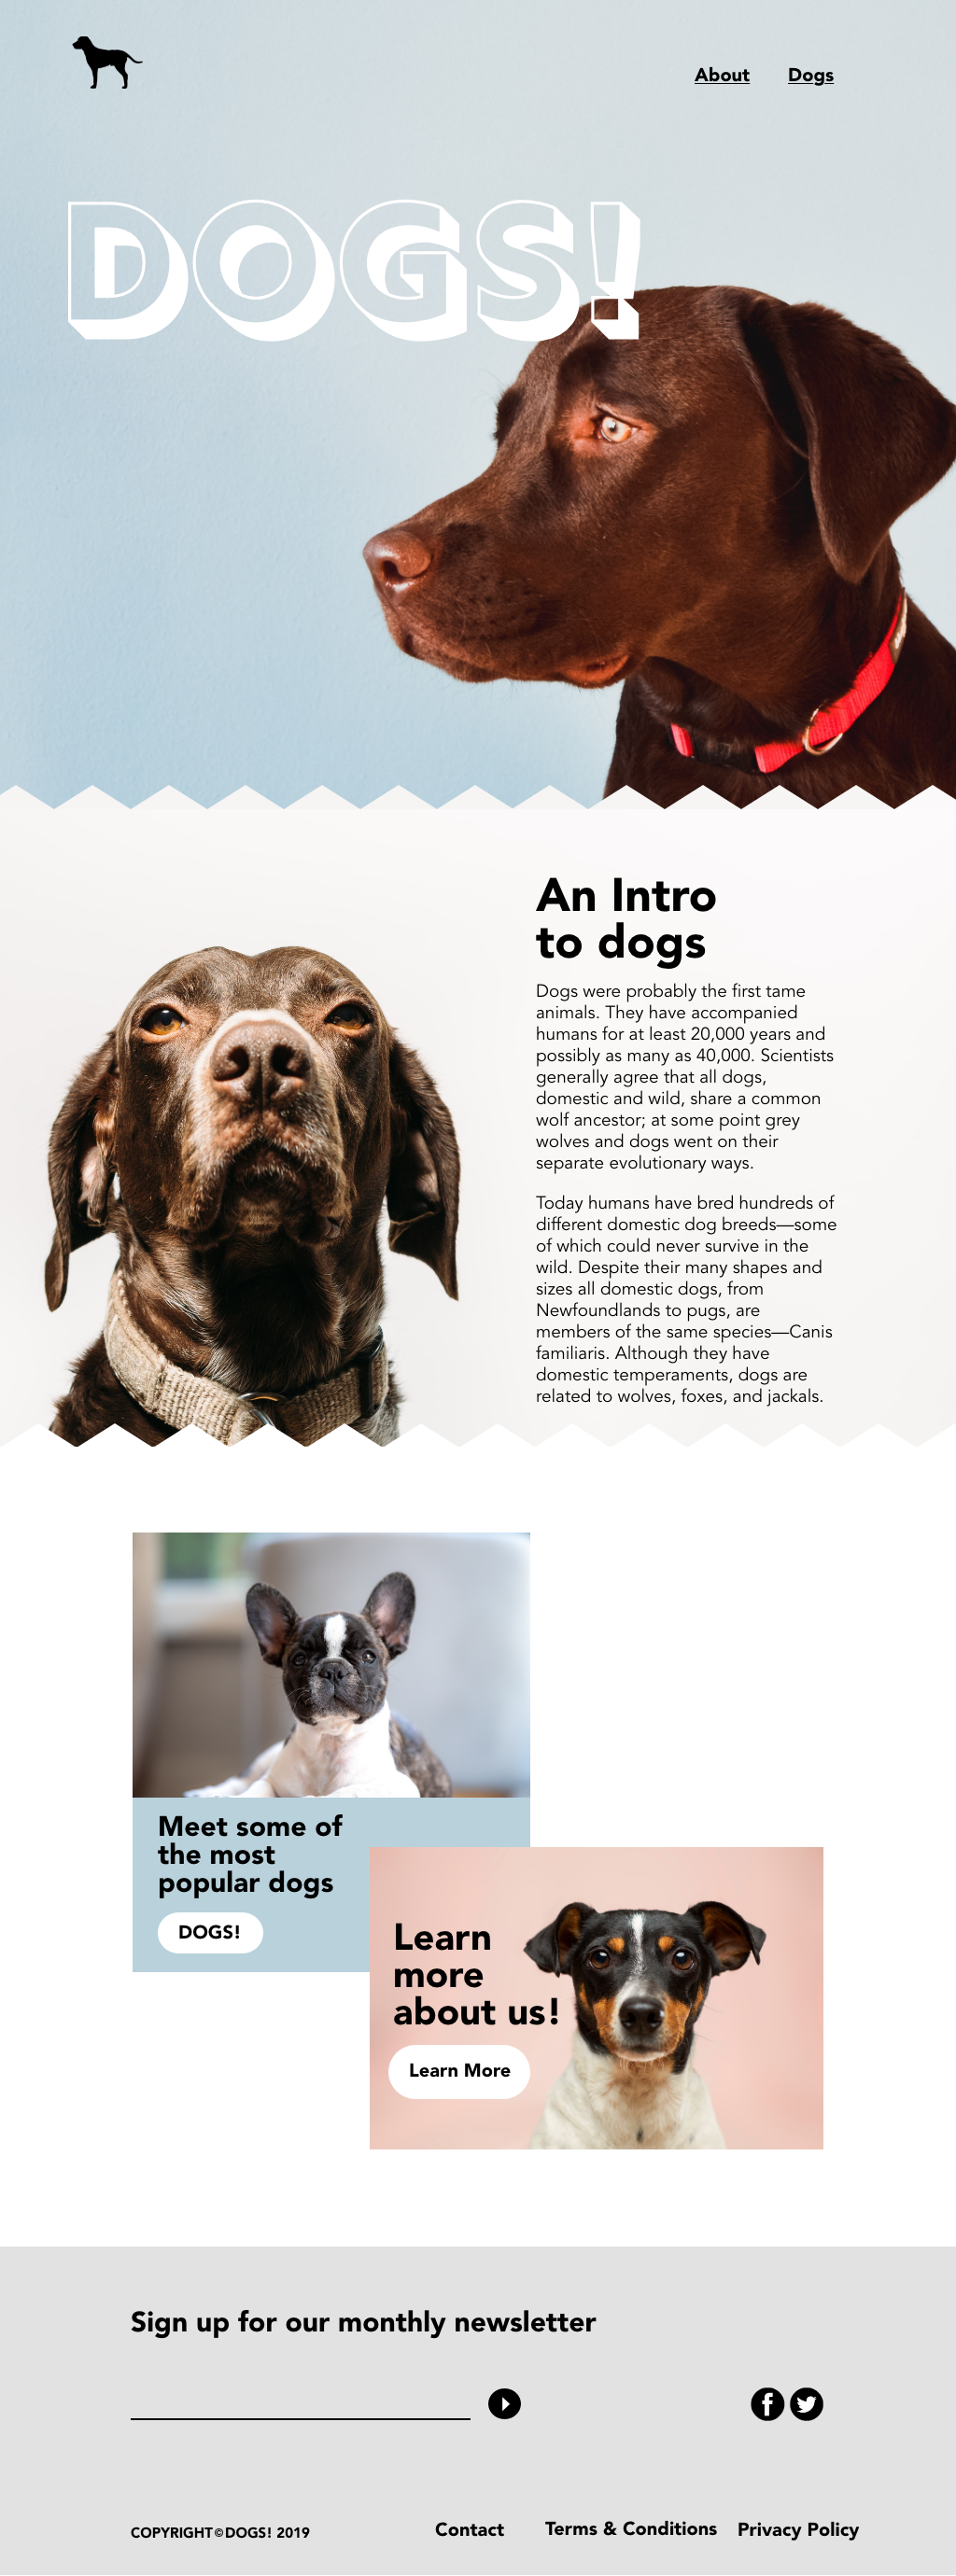 About Dogs
DOGS!
An Intro
to dogs
Dogs were probably the first tame
animals. They have accompanied
humans for at least 20,000 years and
possibly as many as 40,000. Scientists
generally agree that all dogs,
domestic and wild, share a common
wolf ancestor; at some point grey
wolves and dogs went on their
separate evolutionary ways.
Today humans have bred hundreds of
different domestic dog breeds—some
of which could never survive in the
wild. Despite their many shapes and
sizes all domestic dogs, from
Newfoundlands to pugs, are
members of the same species—Canis
familiaris. Although they have
domestic temperaments, dogs are
related to wolves, foxes, and jackals.
Meet some of
the most
popular dogs
DOGS!
Learn
more
about us!
Learn More
Sign up for our monthly newsletter
COPYRIGHT©DOGS! 2019 Contact Terms & Conditions Privacy Policy